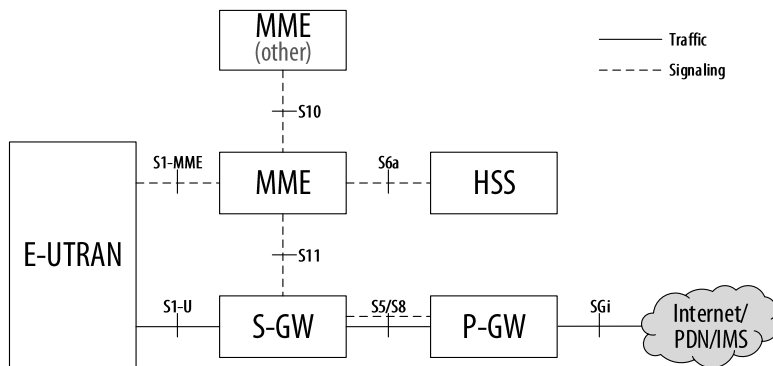 MME
(other)
Traffic
Signaling
S10
S1-MME
S6a
MME
HSS
E-UTRAN
S11
S1-U
S5/S8
SGi
S-GW
P-GW
Internet/
PDN/IMS